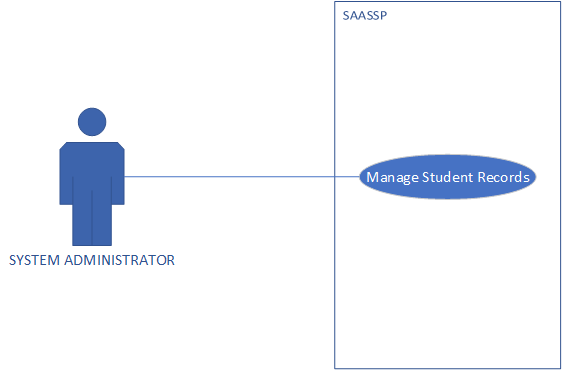 SAASSP
Manage Student Records
SYSTEM ADMINISTRATOR